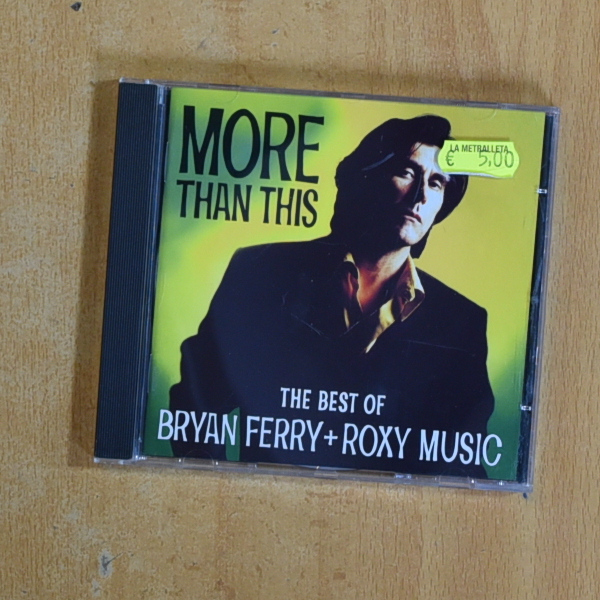 MORE
THAN THIS
LA METRALLETA
€ 5,00
THE BEST OF
BRYAN FERRY+ROXY MUSIC